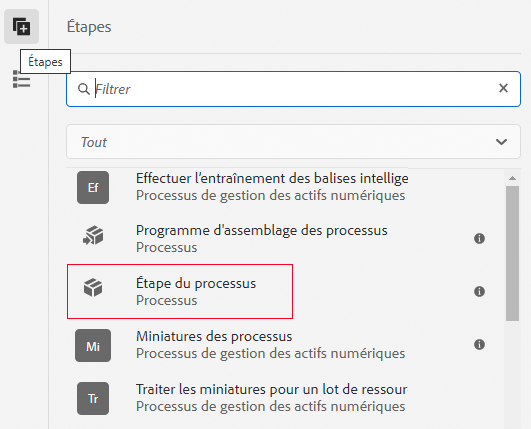 Étapes
Étapes
Filtrer
Tout
Ef
Effectuer l'entraînement des balises intellige
Processus de gestion des actifs numériques
Programme d'assemblage des processus
Processus
Étape du processus
Processus
Mi
Miniatures des processus
Processus de gestion des actifs numériques
Tr
Traiter les miniatures pour un lot de ressour
Processus de gestion des actifs numériques